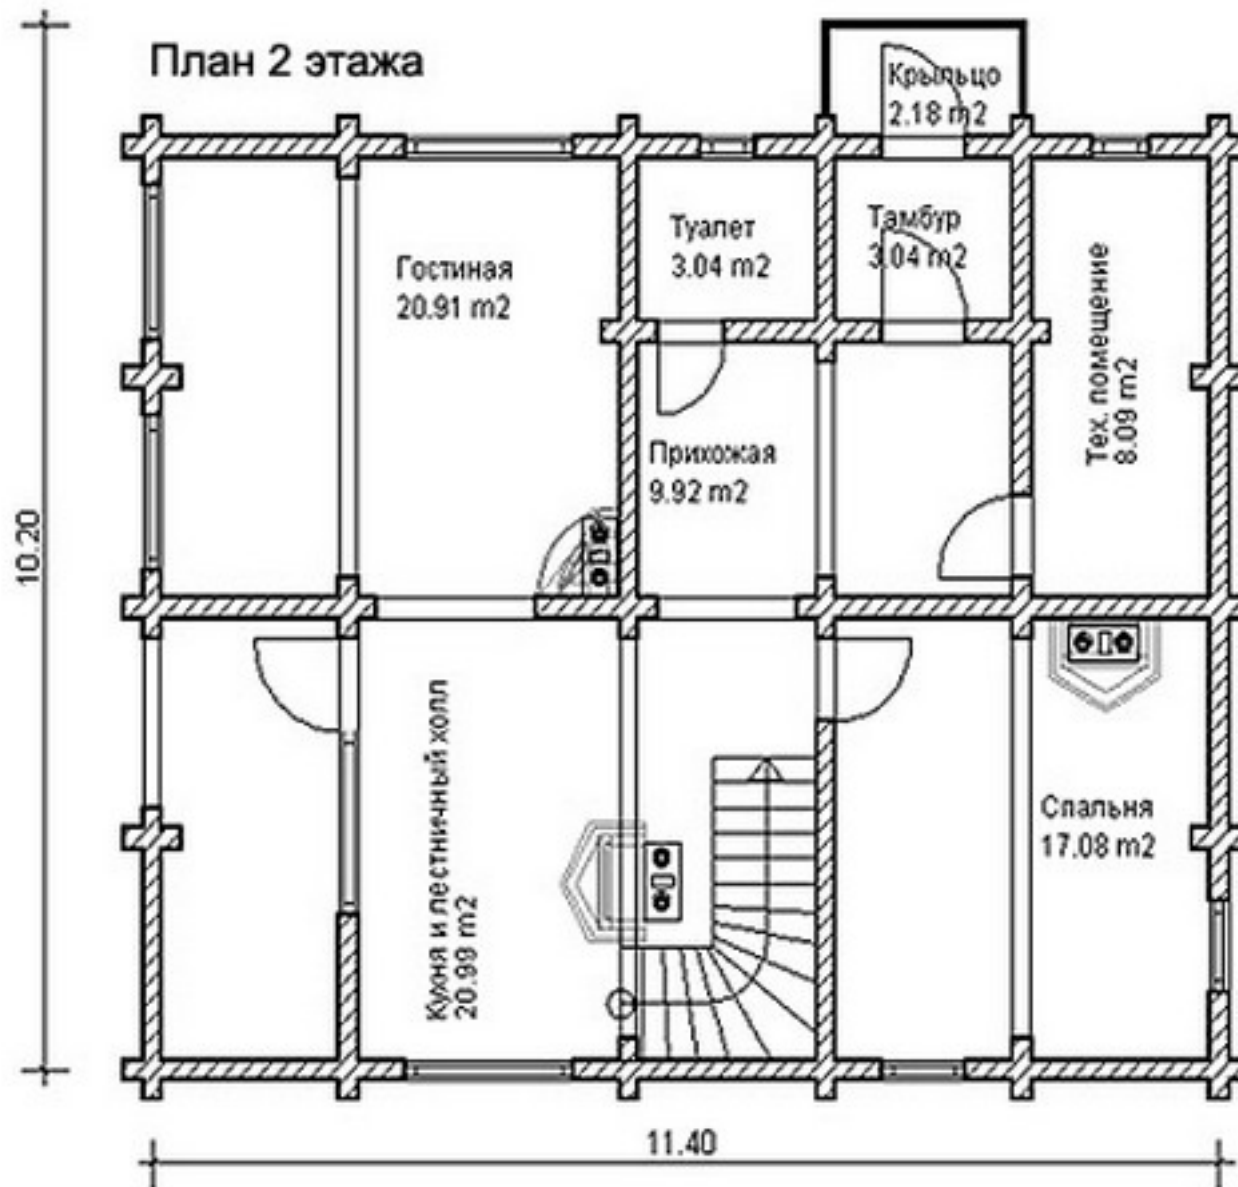 План 2 этажа
Крыльцо
2.18 m2
Гостиная
20.91 m2
Туалет
3.04 m2
Тамбур
3.04 m2
Тех. помещение
8.09 m2
Прихожая
9.92 m2
10.20
Кухня и лестничный холл
20.99 m2
Спальня
17.08 m2
11.40